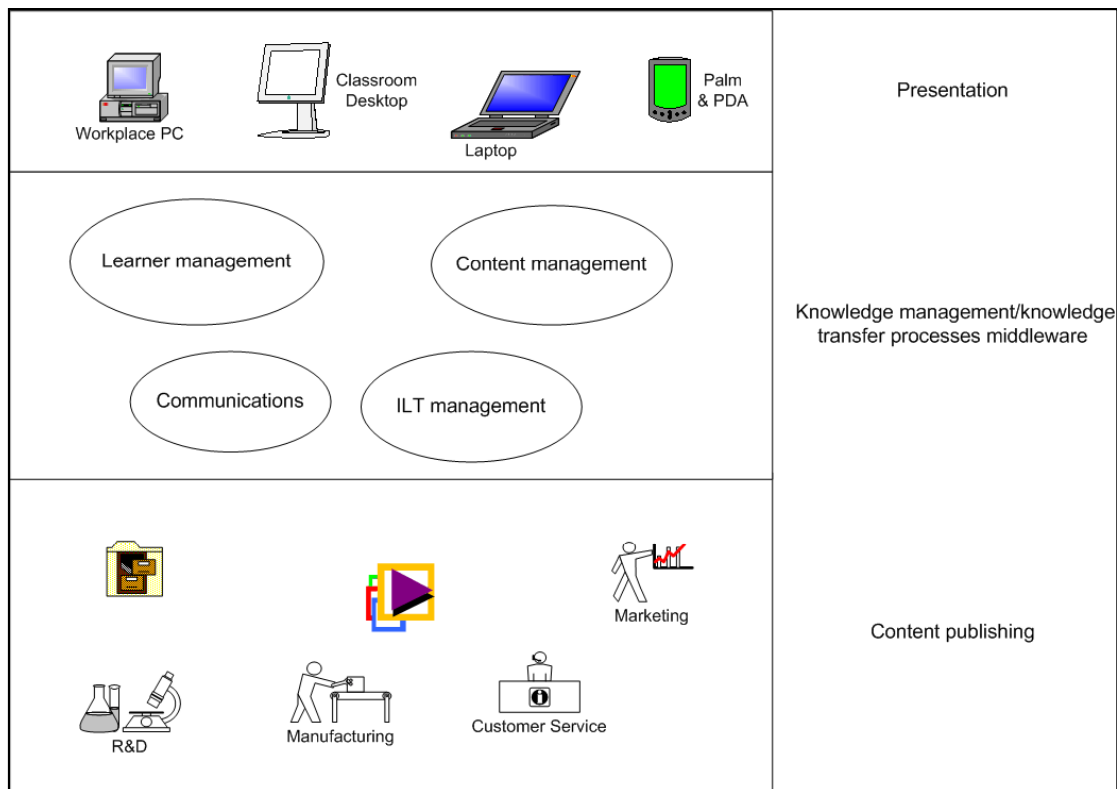 Workplace PC
Classroom
Desktop
Laptop
Palm
& PDA
Presentation
Learner management
Content management
Communications
ILT management
Knowledge management/knowledge
transfer processes middleware
Marketing
R&D
Manufacturing
Customer Service
Content publishing